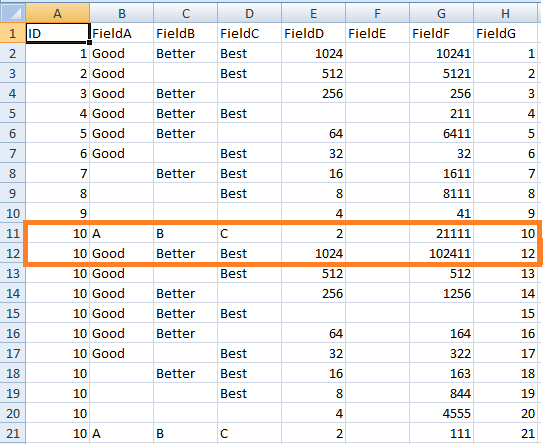 A B C D E F G H
1 ID FieldA FieldB FieldC FieldD FieldE FieldF FieldG
2 1 Good Better Best 1024 10241 1
3 2 Good Best 512 5121 2
4 3 Good Better 256 256 3
5 4 Good Better Best 211 4
6 5 Good Better 64 6411 5
7 6 Good Best 32 32 6
8 7 Better Best 16 1611 7
9 8 Best 8 8111 8
10 9 4 41 9
11 10 A B C 2 21111 10
12 10 Good Better Best 1024 102411 12
13 10 Good Best 512 512 13
14 10 Good Better 256 1256 14
15 10 Good Better Best 15
16 10 Good Better 64 164 16
17 10 Good Best 32 322 17
18 10 Better Best 16 163 18
19 10 Best 8 844 19
20 10 4 4555 20
21 10 A B C 2 111 21